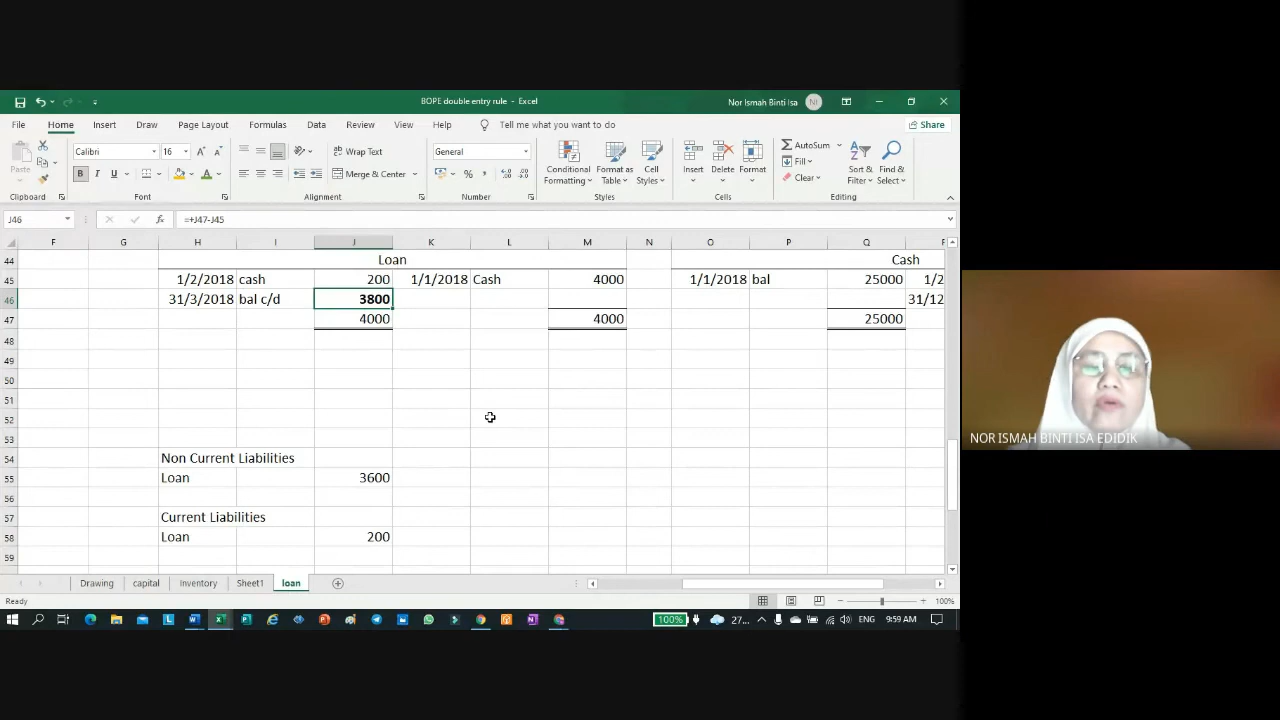 BOPE double entry rule - Excel
Nor Ismah Binti Isa NI
File Home Insert Draw Page Layout Formulas Data Review View Help Tell me what you want to do Share
Paste
Clipboard
Calibri 16
B I U
Font
Wrap Text
Merge & Center
Alignment
General
Number
Conditional Formatting
Format as Table
Cell Styles
Styles
Insert Delete Format
Cells
AutoSum
Fill
Clear
Sort & Filter
Find & Select
Editing
J46 =+J47-J45
F G H I J K L M N O P Q
44 Loan Cash
45 1/2/2018 cash 200 1/1/2018 Cash 4000 1/1/2018 bal 25000 1/2
46 31/3/2018 bal c/d 3800 31/12
47 4000 4000 25000
48
49
50
51
52
53
54 Non Current Liabilities
55 Loan 3600
56
57 Current Liabilities
58 Loan 200
59
Drawing capital Inventory Sheet1 loan
Ready 100%
100% 27... ENG 9:59 AM
NOR ISMAH BINTI ISA EDIDIK